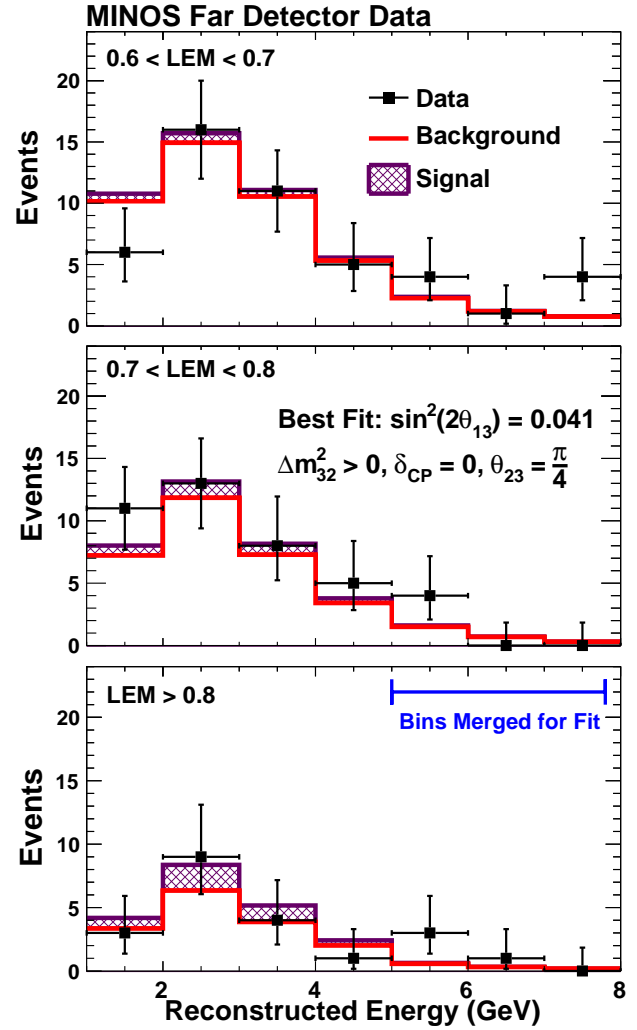 MINOS Far Detector Data
0.6 < LEM < 0.7
Data
Background
Signal
Events
20
15
10
5
0
0.7 < LEM < 0.8
Best Fit: sin²(2θ₁₃) = 0.041
Δm²₃₂ > 0, δ_CP = 0, θ₂₃ = π/4
Events
20
15
10
5
0
LEM > 0.8
Bins Merged for Fit
Events
20
15
10
5
0
2 4 6 8
Reconstructed Energy (GeV)